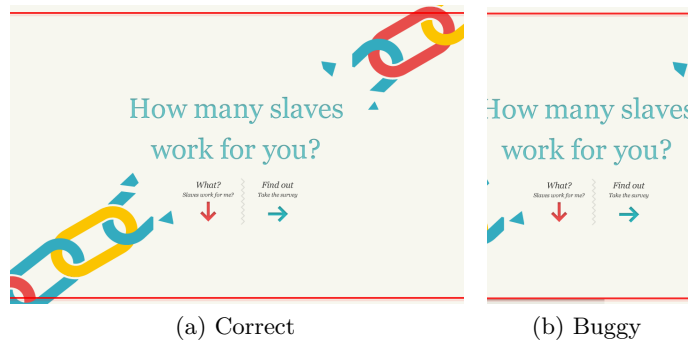 How many slaves
work for you?
What?
Slaves work for me?
Find out
Take the survey
(a) Correct
How many slaves
work for you?
What?
Slaves work for me?
Find out
Take the survey
(b) Buggy